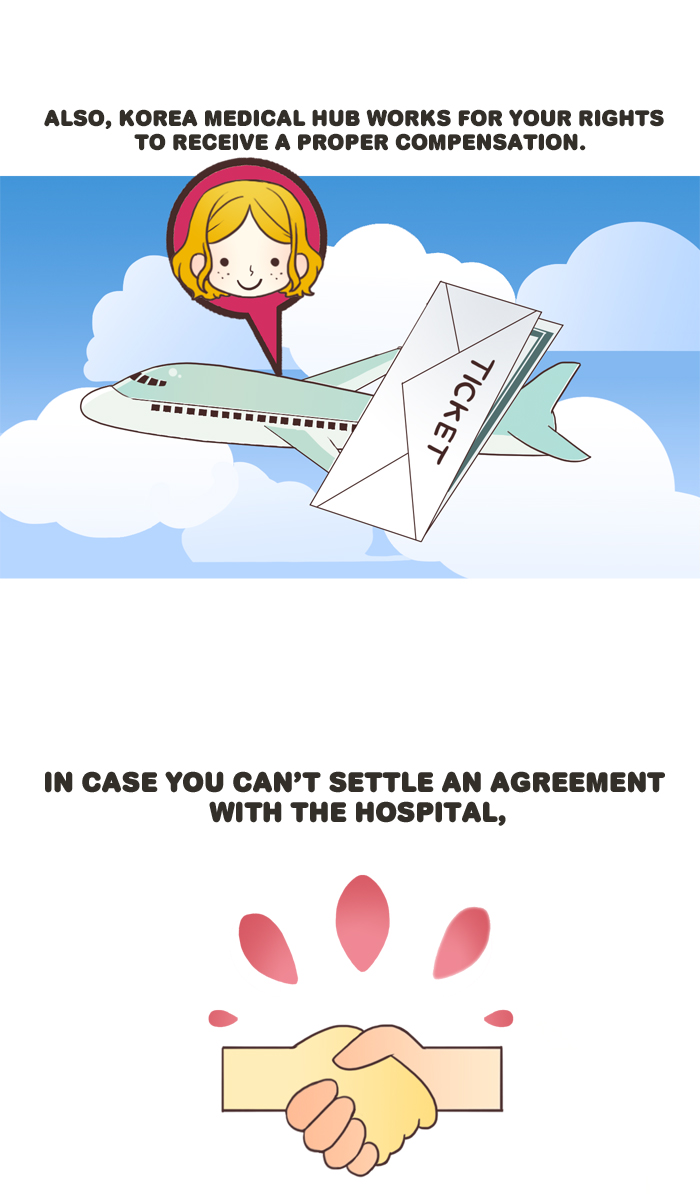 ALSO, KOREA MEDICAL HUB WORKS FOR YOUR RIGHTS
TO RECEIVE A PROPER COMPENSATION.
TICKET
IN CASE YOU CAN'T SETTLE AN AGREEMENT
WITH THE HOSPITAL,